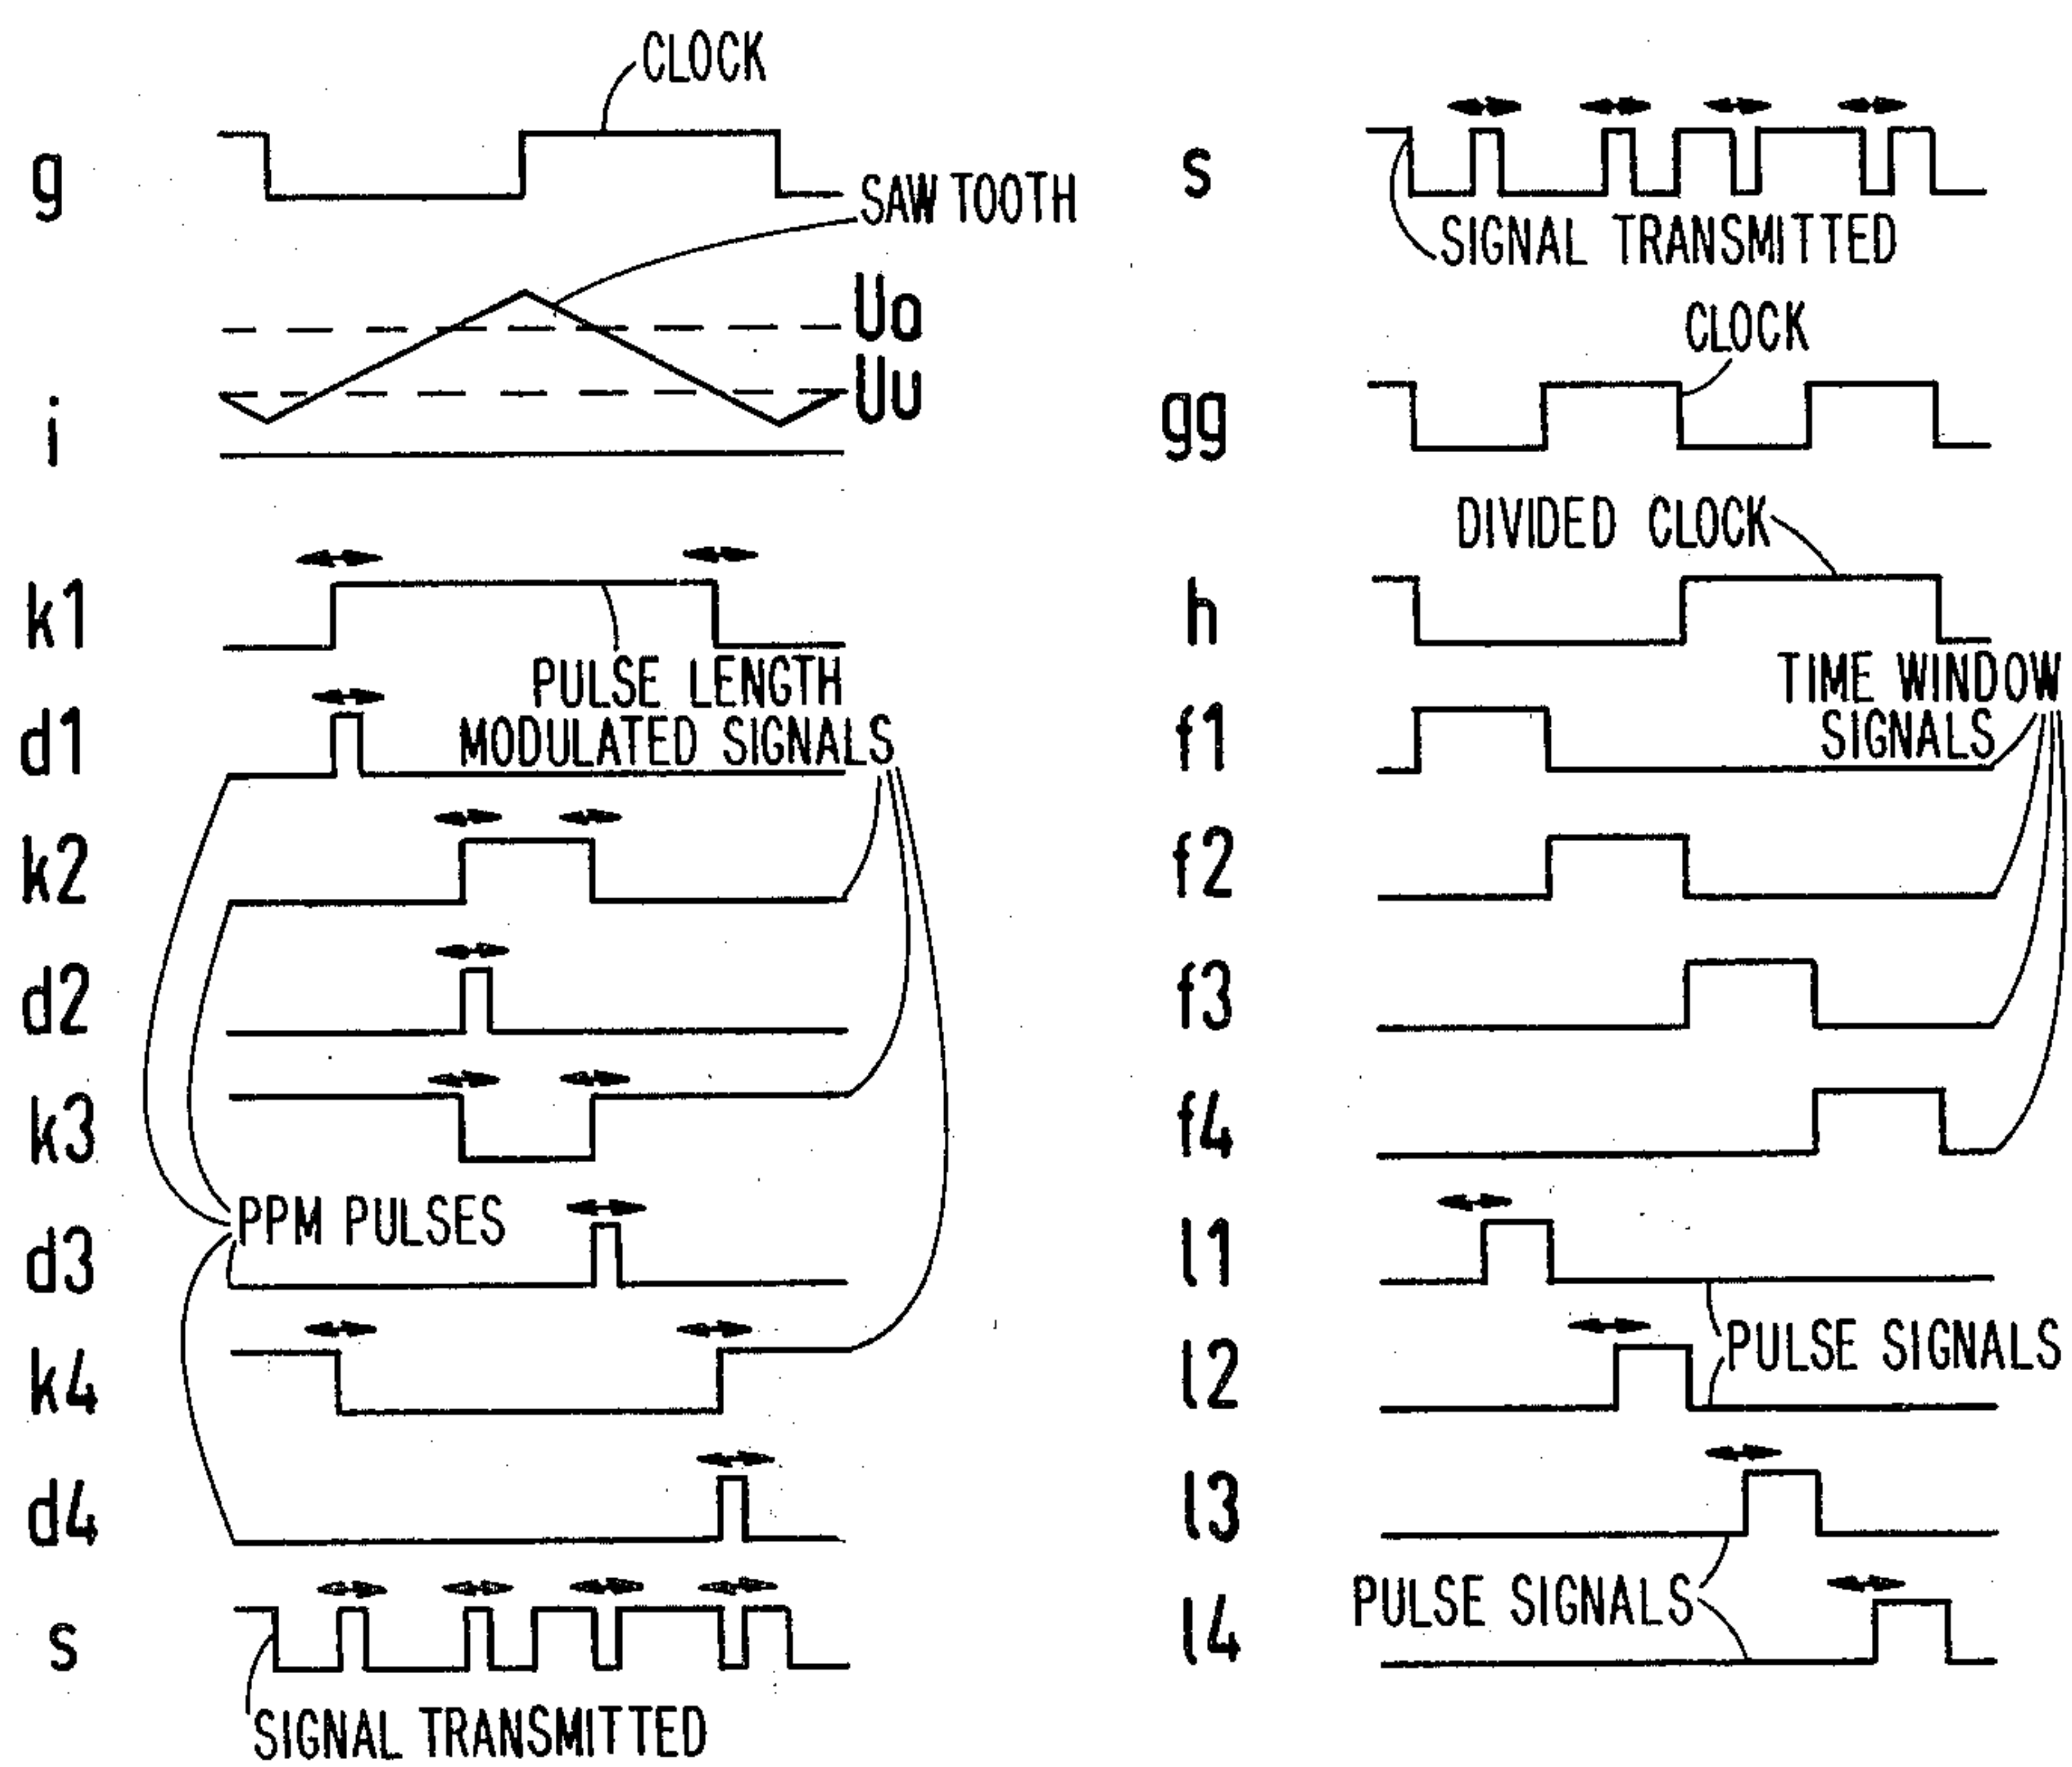 CLOCK
g
SAW TOOTH
Uo
Uu
i
k1
PULSE LENGTH
MODULATED SIGNALS
d1
k2
d2
k3
PPM PULSES
d3
k4
d4
s
SIGNAL TRANSMITTED
s
SIGNAL TRANSMITTED
CLOCK
gg
DIVIDED CLOCK
h
TIME WINDOW
SIGNALS
f1
f2
f3
f4
l1
PULSE SIGNALS
l2
l3
PULSE SIGNALS
l4